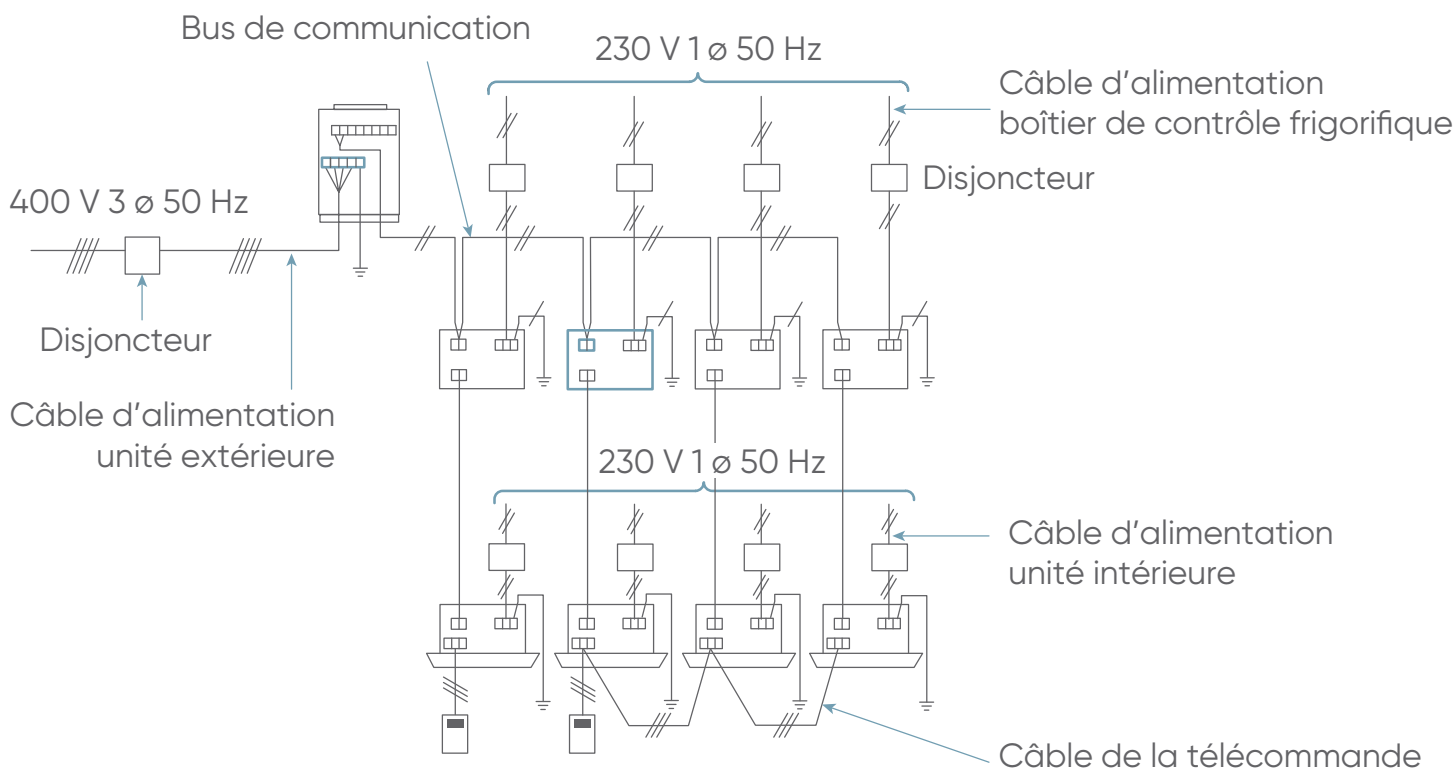 Bus de communication
230 V 1 ø 50 Hz
Câble d’alimentation
boîtier de contrôle frigorifique
Disjoncteur
400 V 3 ø 50 Hz
Disjoncteur
Câble d’alimentation
unité extérieure
230 V 1 ø 50 Hz
Câble d’alimentation
unité intérieure
Câble de la télécommande